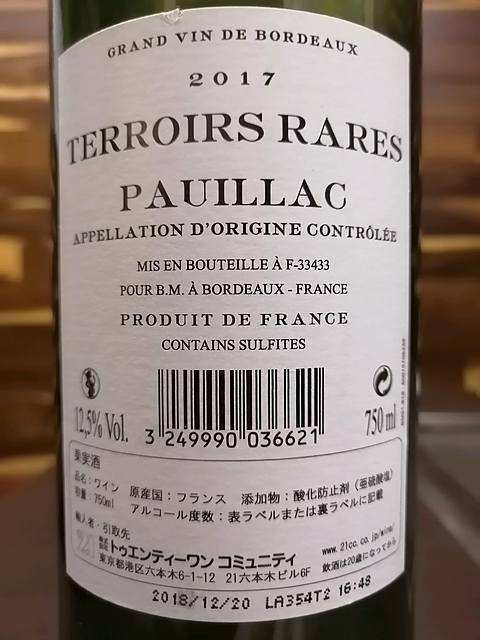 GRAND VIN DE BORDEAUX
2017
TERROIRS RARES
PAUILLAC
APPELLATION D'ORIGINE CONTRÔLÉE
MIS EN BOUTEILLE À F-33433
POUR B.M. À BORDEAUX - FRANCE
PRODUIT DE FRANCE
CONTAINS SULFITES
12,5% Vol.
3 249990 036621
750 ml
果実酒
品名：ワイン 原産国：フランス 添加物：酸化防止剤（亜硫酸塩）
容量：750ml アルコール度数：表ラベルまたは裏ラベルに記載
輸入者・引取先
株式会社 トゥエンティーワン コミュニティ www.21cc.co.jp/wine/
東京都港区六本木6-1-12 21六本木ビル6F 飲酒は20歳になってから
2018/12/20 LA354T2 16:48